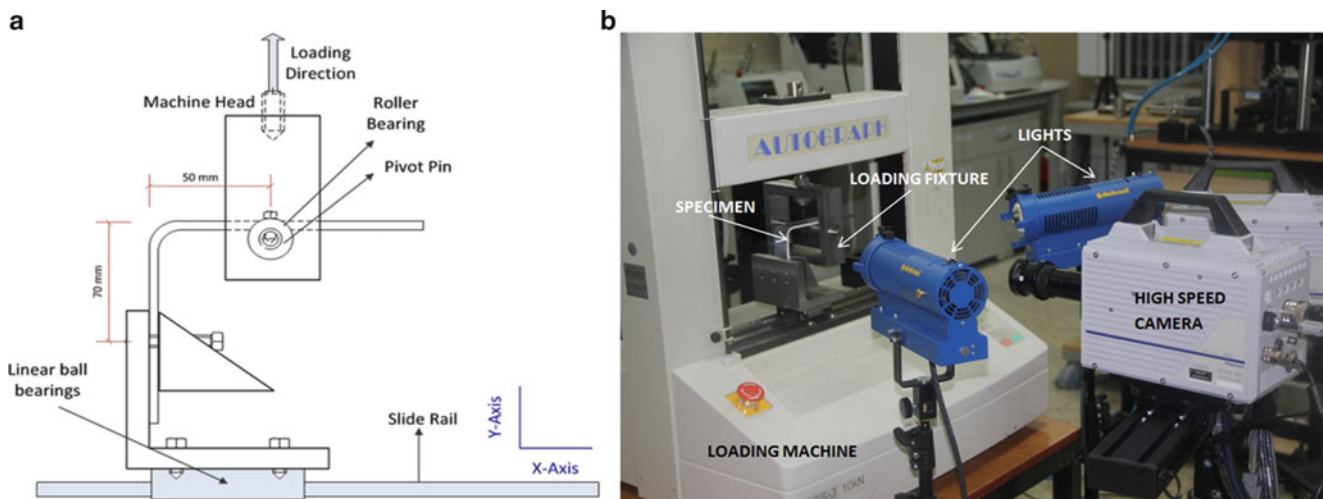 a
Loading
Direction
Machine Head
Roller
Bearing
Pivot Pin
50 mm
70 mm
Linear ball
bearings
Slide Rail
Y-Axis
X-Axis
b
AUTOGRAPH
LIGHTS
LOADING FIXTURE
SPECIMEN
HIGH SPEED
CAMERA
LOADING MACHINE
10kN